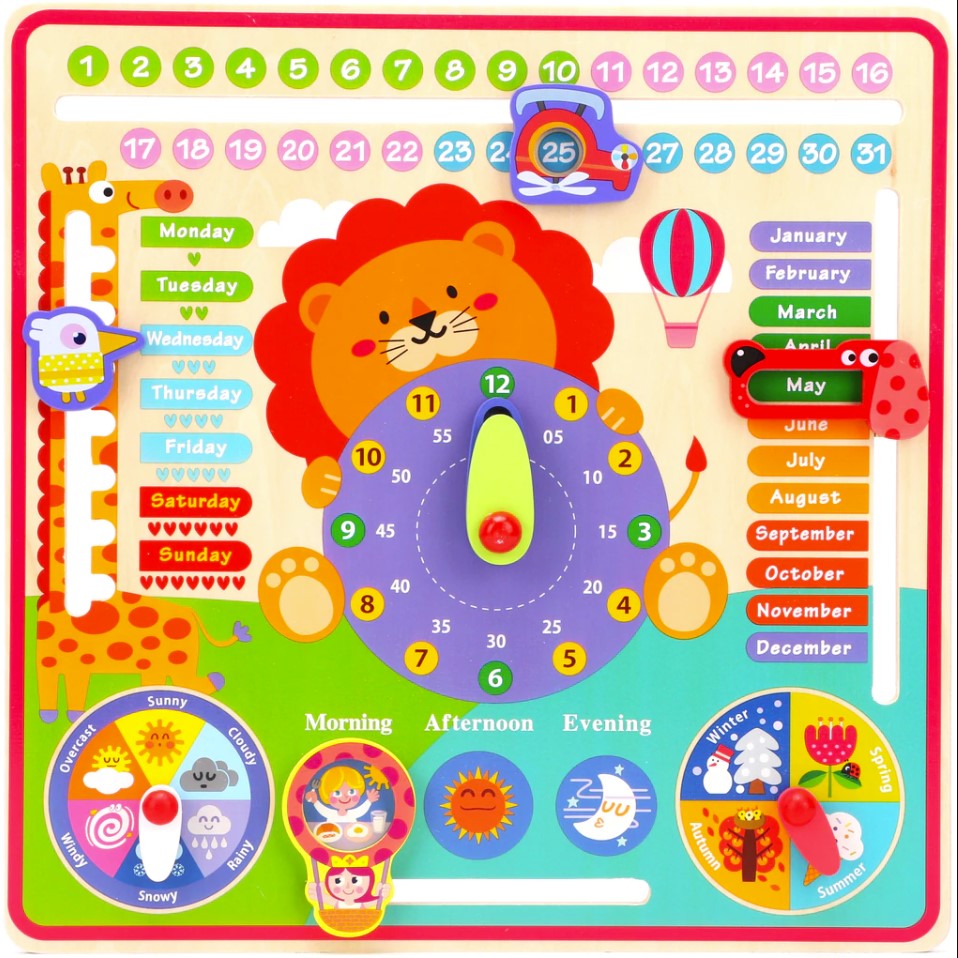 1 2 3 4 5 6 7 8 9 10 11 12 13 14 15 16
17 18 19 20 21 22 23 24 25 27 28 29 30 31
Monday
Tuesday
Wednesday
Thursday
Friday
Saturday
Sunday
January
February
March
April
May
June
July
August
September
October
November
December
12
11 1
55 05
10 2
50 10
9 45 15 3
40 20
8 4
35 25
30
7 5
6
Morning Afternoon Evening
Sunny
Cloudy
Rainy
Snowy
Windy
Overcast
Winter
Spring
Summer
Autumn